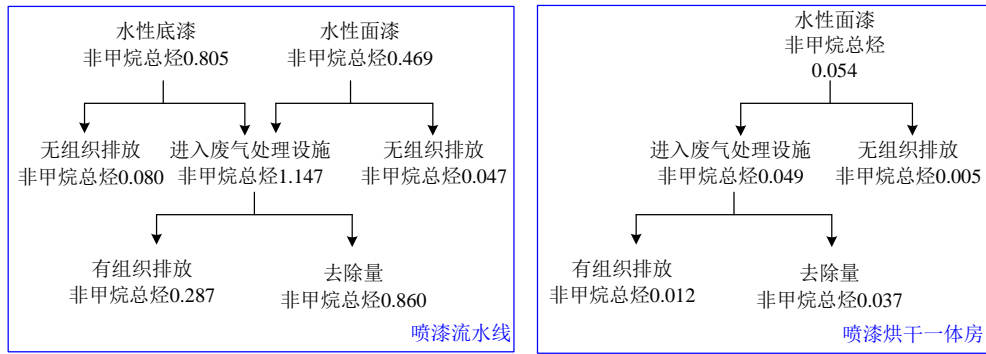 水性底漆
非甲烷总烃0.805
水性面漆
非甲烷总烃0.469
无组织排放
非甲烷总烃0.080
进入废气处理设施
非甲烷总烃1.147
无组织排放
非甲烷总烃0.047
有组织排放
非甲烷总烃0.287
去除量
非甲烷总烃0.860
喷漆流水线
水性面漆
非甲烷总烃
0.054
进入废气处理设施
非甲烷总烃0.049
无组织排放
非甲烷总烃0.005
有组织排放
非甲烷总烃0.012
去除量
非甲烷总烃0.037
喷漆烘干一体房